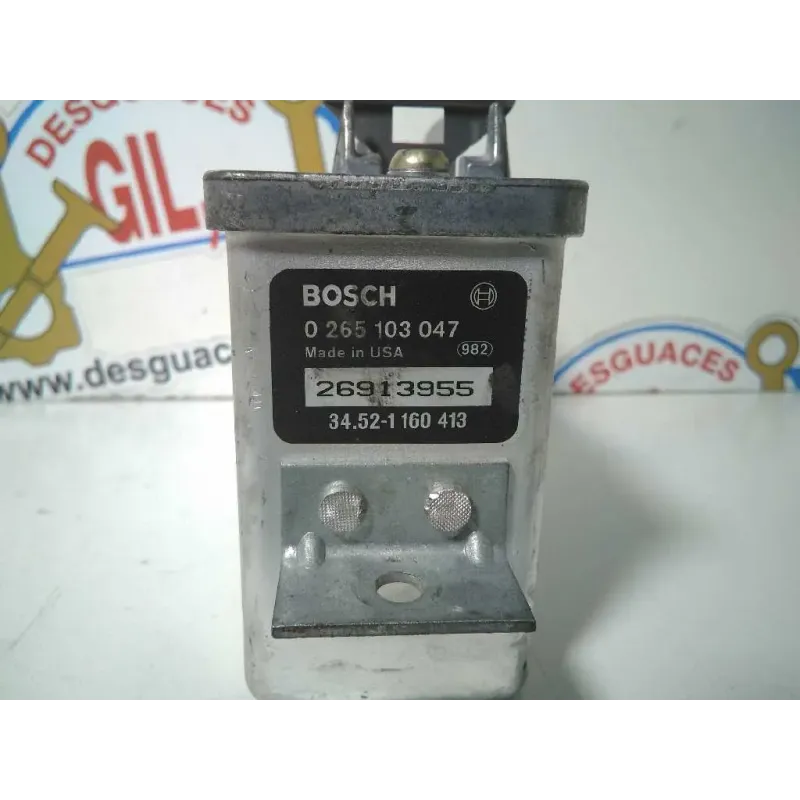 DESGUACES
GIL,
www.desguac
DESGUACES
BOSCH
0 265 103 047
Made in USA
982
26913955
34.52-1 160 413